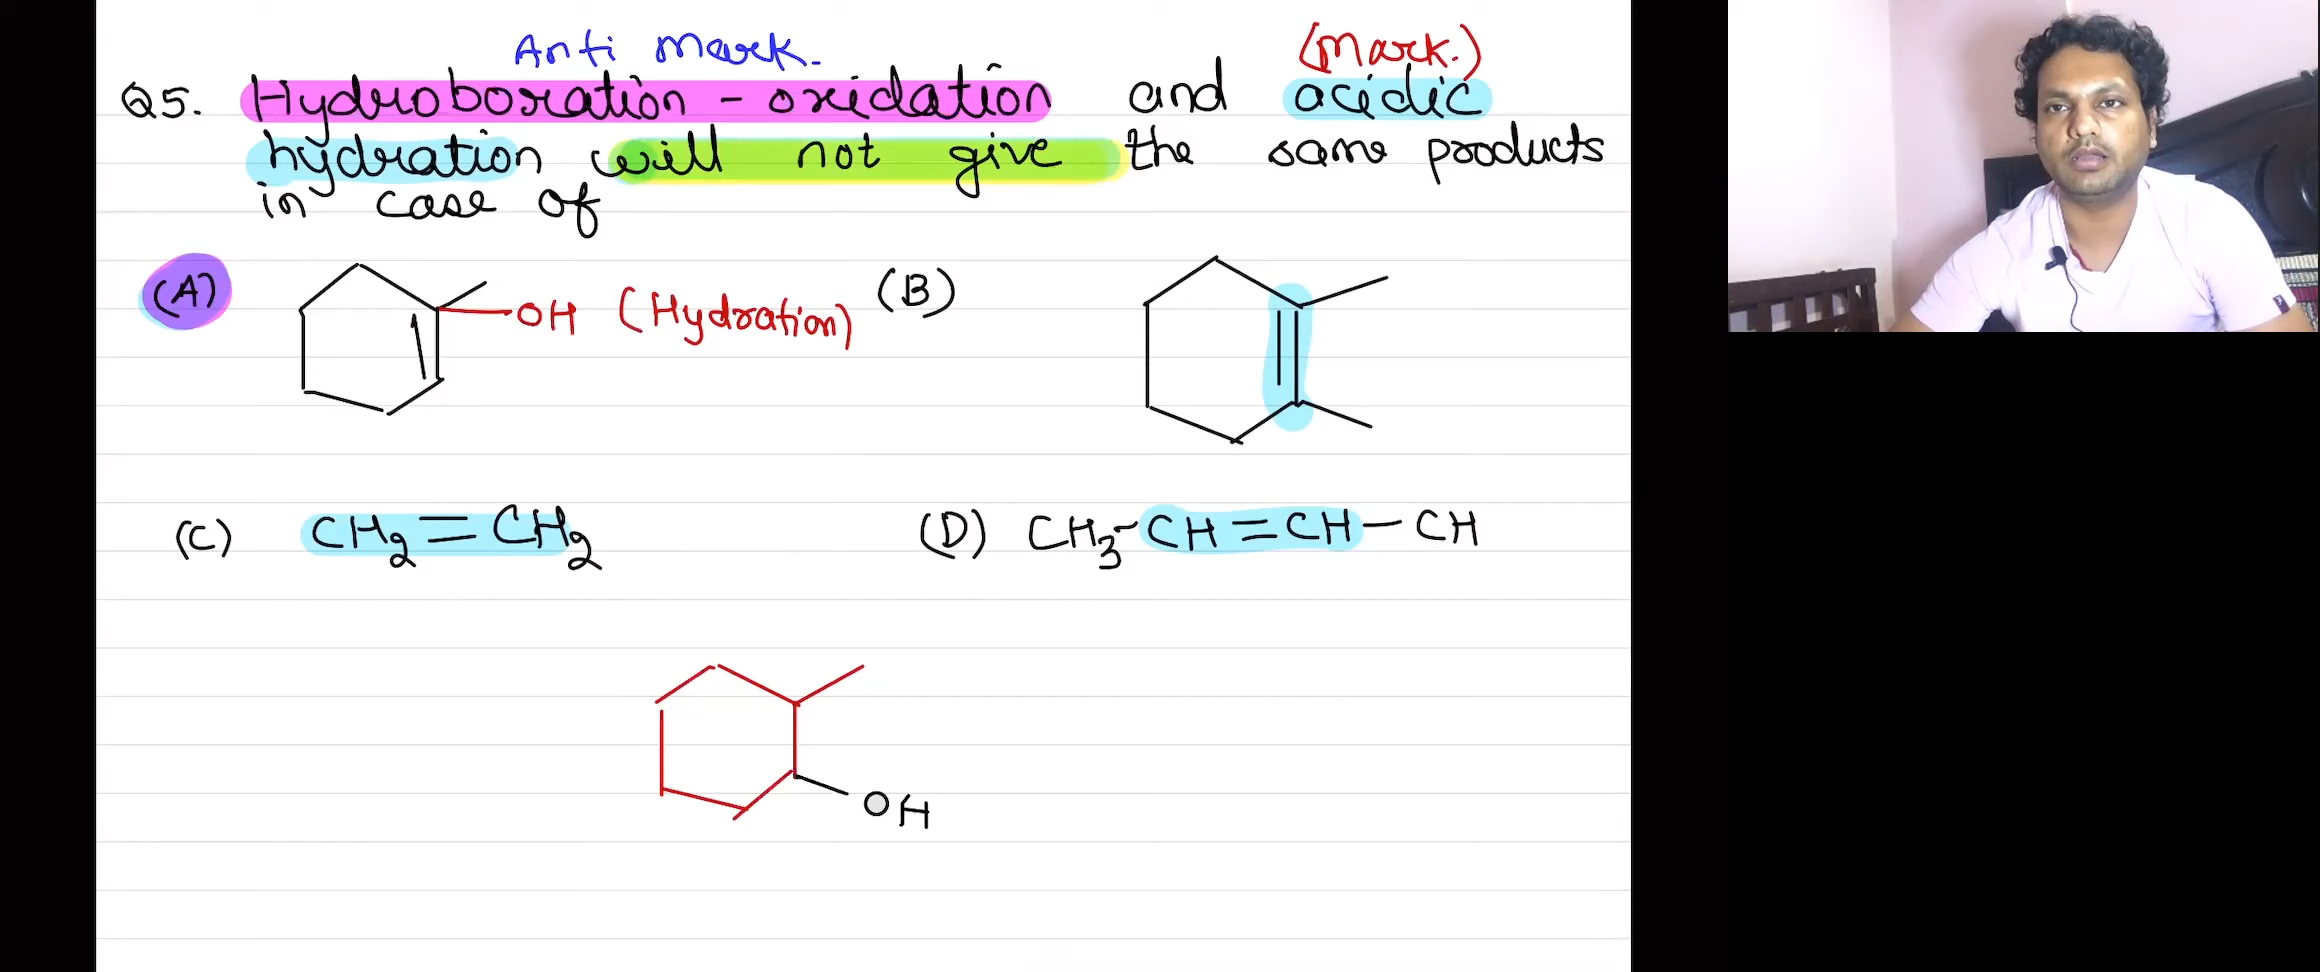 Anti mark.
(Mark.)
Q5. Hydroboration - oxidation and acidic
hydration will not give the same products
in case of
(A) OH (Hydration) (B)
(C) CH2=CH2 (D) CH3-CH=CH-CH
OH